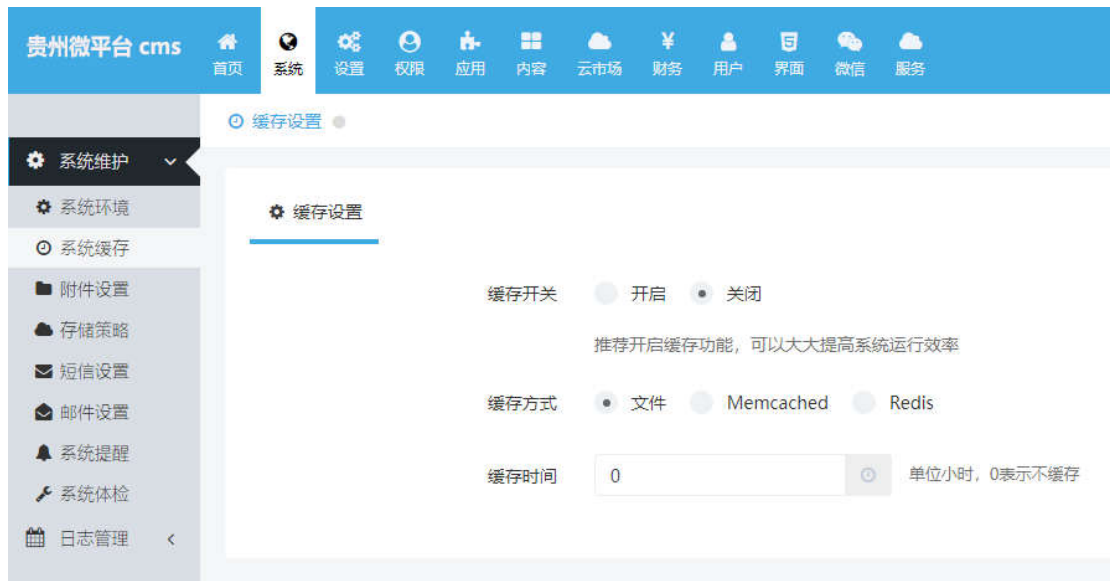 贵州微平台 cms
首页 系统 设置 权限 应用 内容 云市场 财务 用户 界面 微信 服务
缓存设置
系统维护
系统环境
系统缓存
附件设置
存储策略
短信设置
邮件设置
系统提醒
系统体检
日志管理
缓存设置
缓存开关 开启 关闭
推荐开启缓存功能，可以大大提高系统运行效率
缓存方式 文件 Memcached Redis
缓存时间 0 单位小时，0表示不缓存